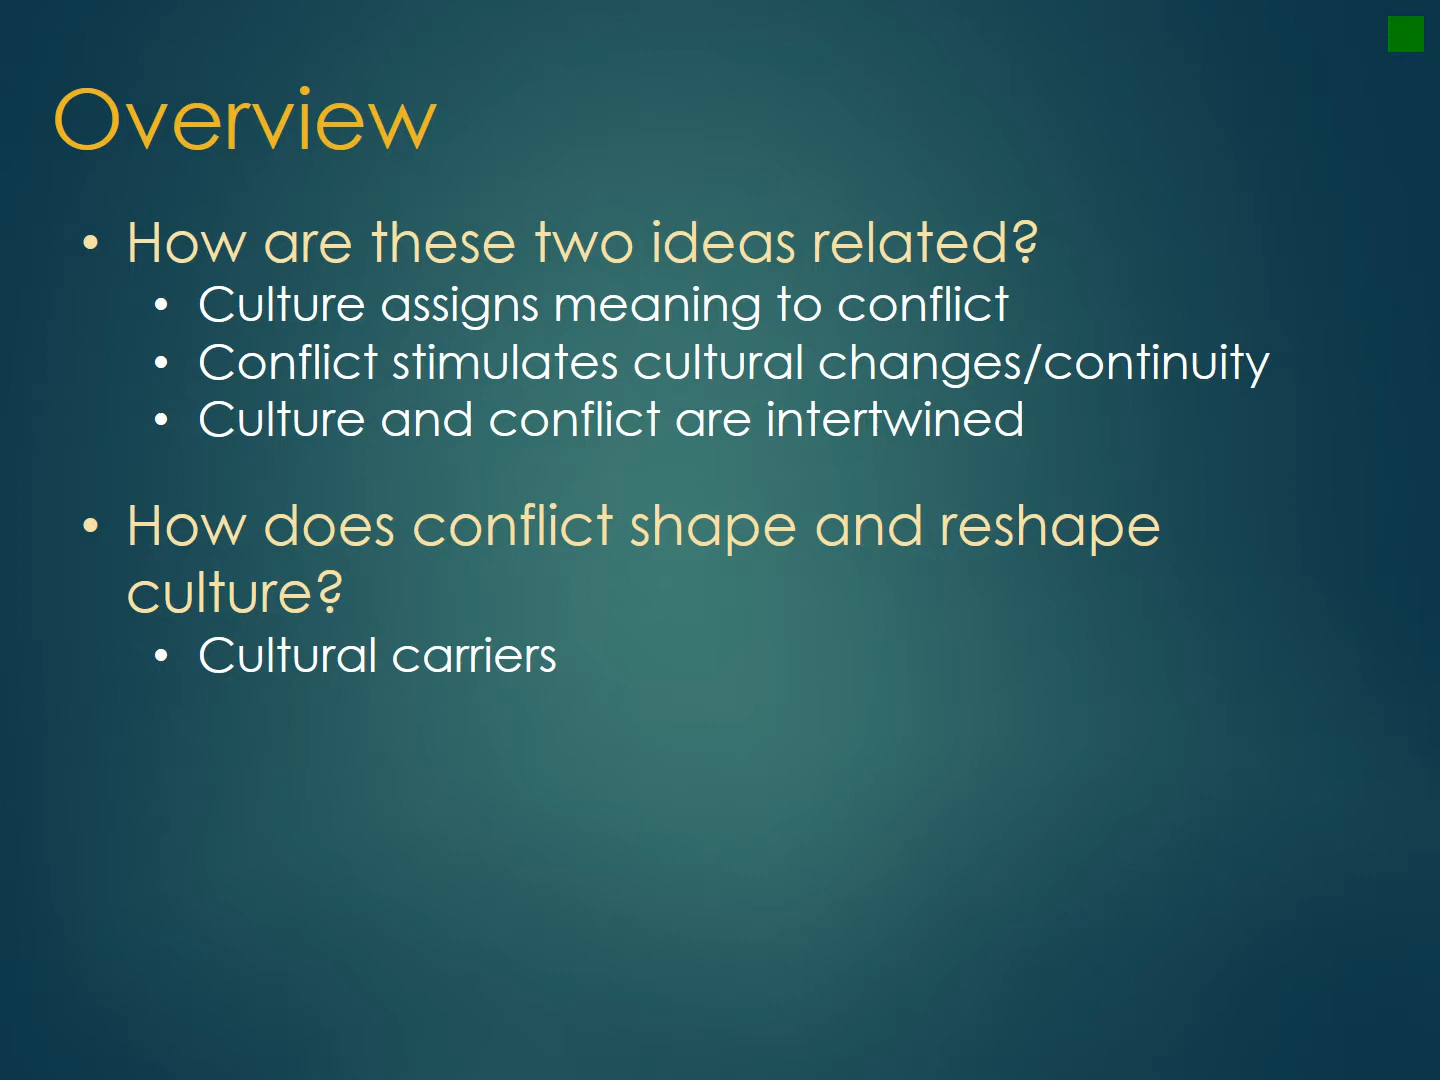 Overview
• How are these two ideas related?
• Culture assigns meaning to conflict
• Conflict stimulates cultural changes/continuity
• Culture and conflict are intertwined
• How does conflict shape and reshape
culture?
• Cultural carriers